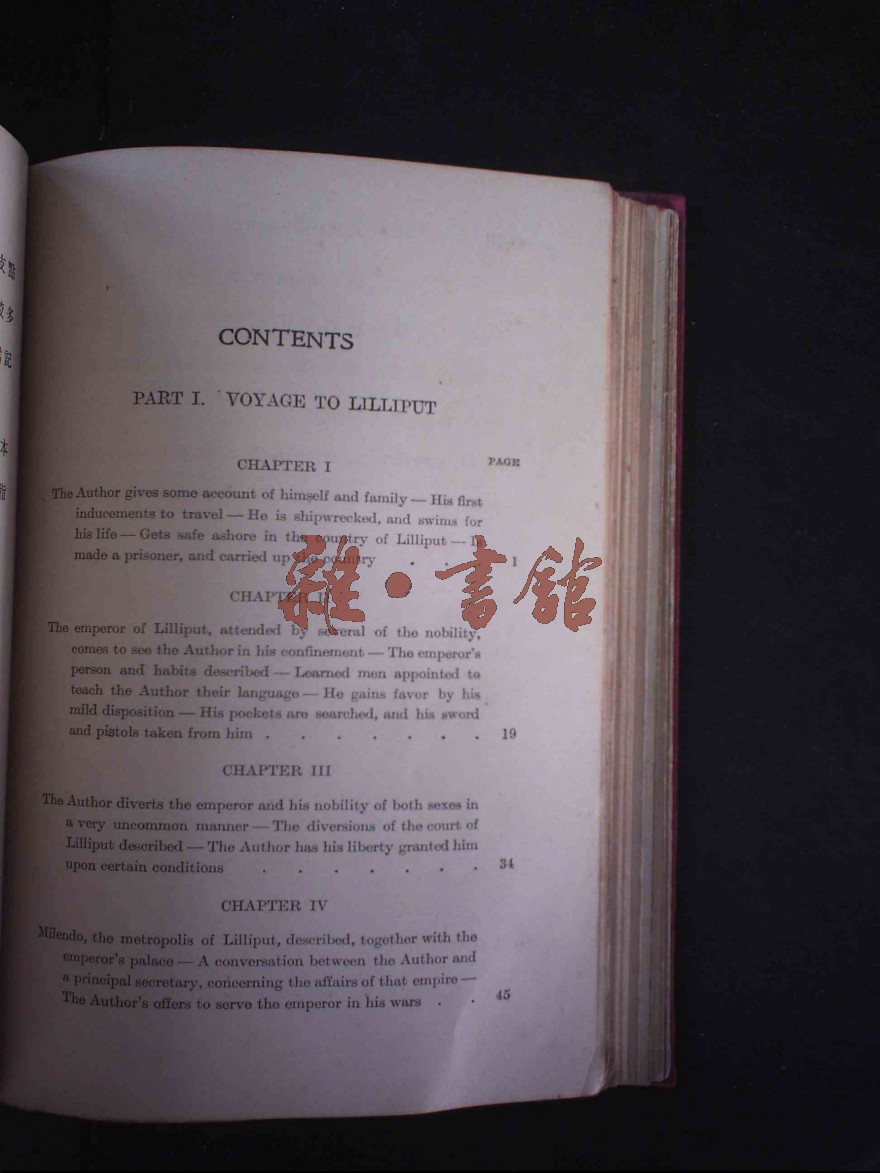 支點
較多
記
本
指
CONTENTS
PART I. VOYAGE TO LILLIPUT
CHAPTER I
PAGE
The Author gives some account of himself and family — His first
inducements to travel — He is shipwrecked, and swims for
his life — Gets safe ashore in the country of Lilliput — Is
made a prisoner, and carried up the country . . 1
雜·書館
CHAPTER II
The emperor of Lilliput, attended by several of the nobility,
comes to see the Author in his confinement — The emperor's
person and habits described — Learned men appointed to
teach the Author their language — He gains favor by his
mild disposition — His pockets are searched, and his sword
and pistols taken from him . . . . . . . 19
CHAPTER III
The Author diverts the emperor and his nobility of both sexes in
a very uncommon manner — The diversions of the court of
Lilliput described — The Author has his liberty granted him
upon certain conditions . . . . . . . 34
CHAPTER IV
Milendo, the metropolis of Lilliput, described, together with the
emperor's palace — A conversation between the Author and
a principal secretary, concerning the affairs of that empire —
The Author's offers to serve the emperor in his wars . . 45